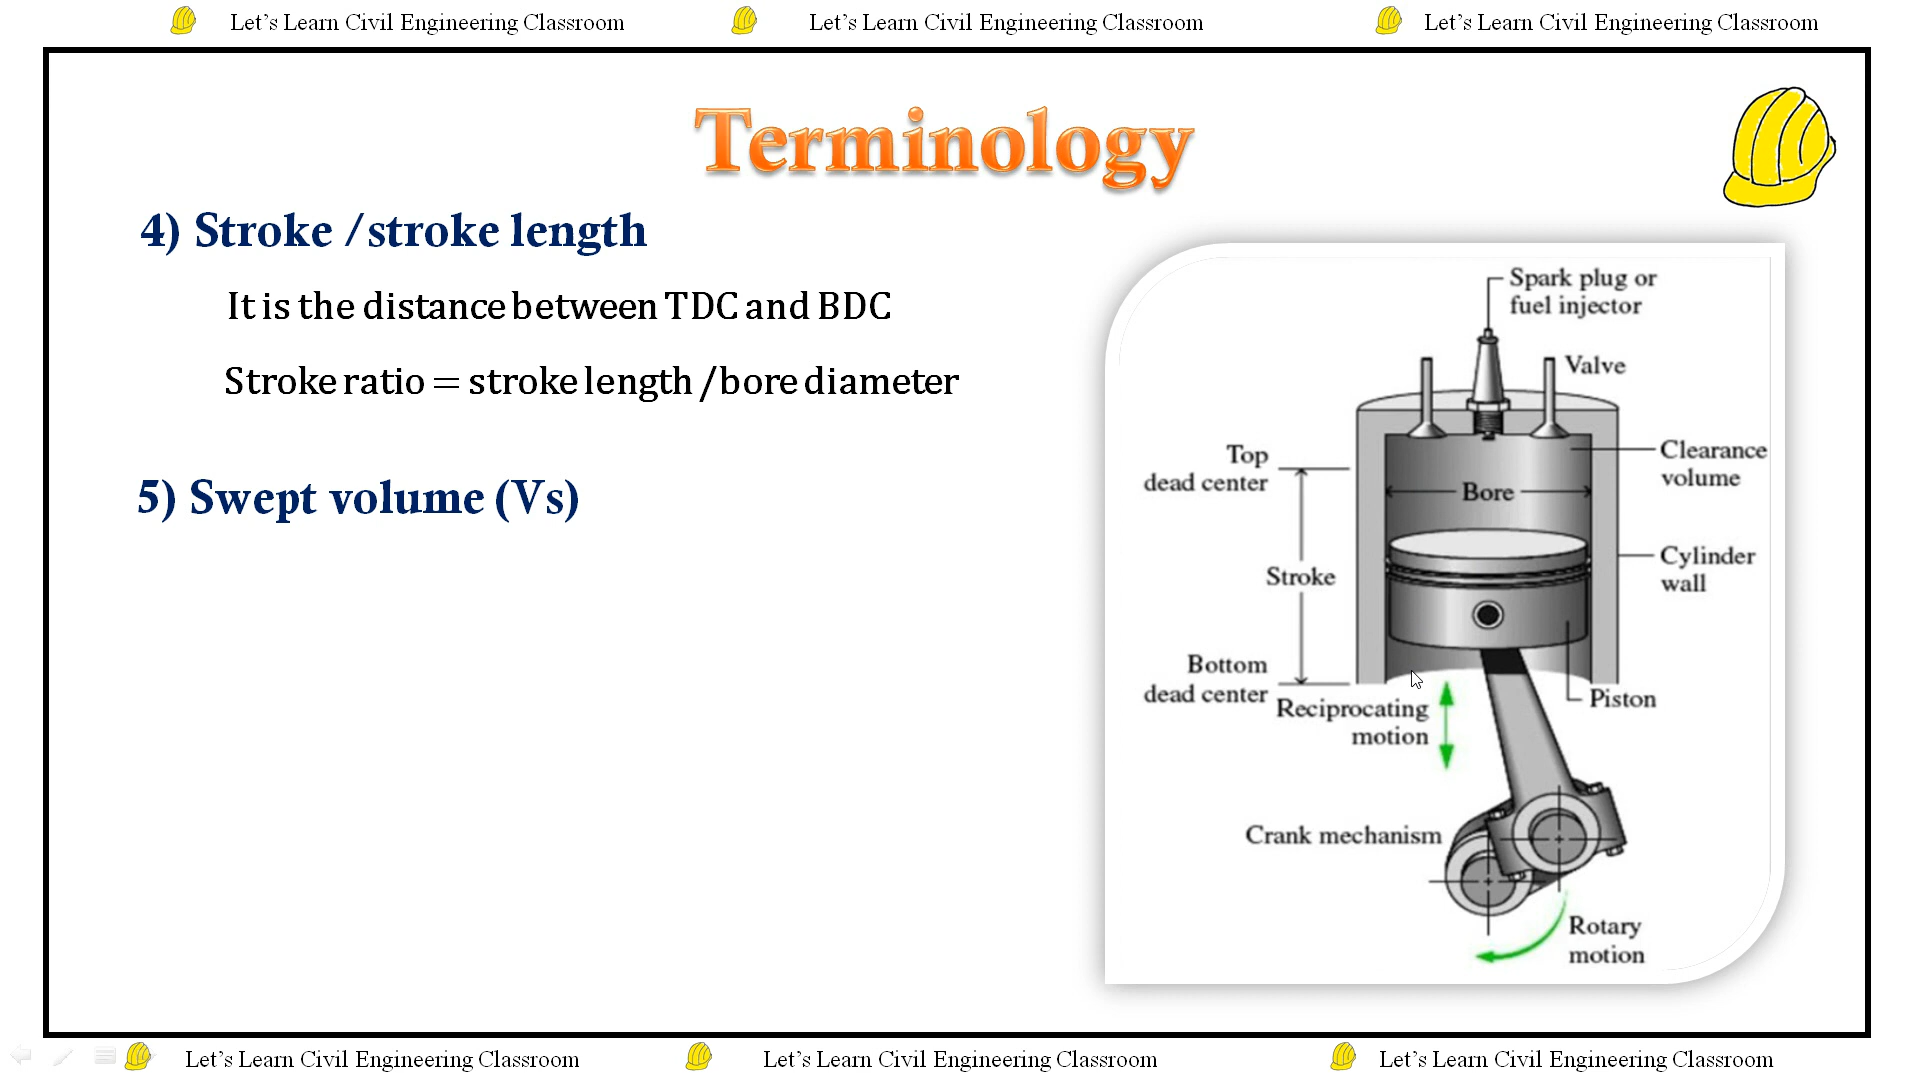 Let's Learn Civil Engineering Classroom
Let's Learn Civil Engineering Classroom
Let's Learn Civil Engineering Classroom
Terminology
4) Stroke /stroke length
It is the distance between TDC and BDC
Stroke ratio = stroke length /bore diameter
5) Swept volume (Vs)
Spark plug or
fuel injector
Valve
Top
dead center
Clearance
volume
Bore
Cylinder
wall
Stroke
Bottom
dead center
Reciprocating
motion
Piston
Crank mechanism
Rotary
motion
Let's Learn Civil Engineering Classroom
Let's Learn Civil Engineering Classroom
Let's Learn Civil Engineering Classroom